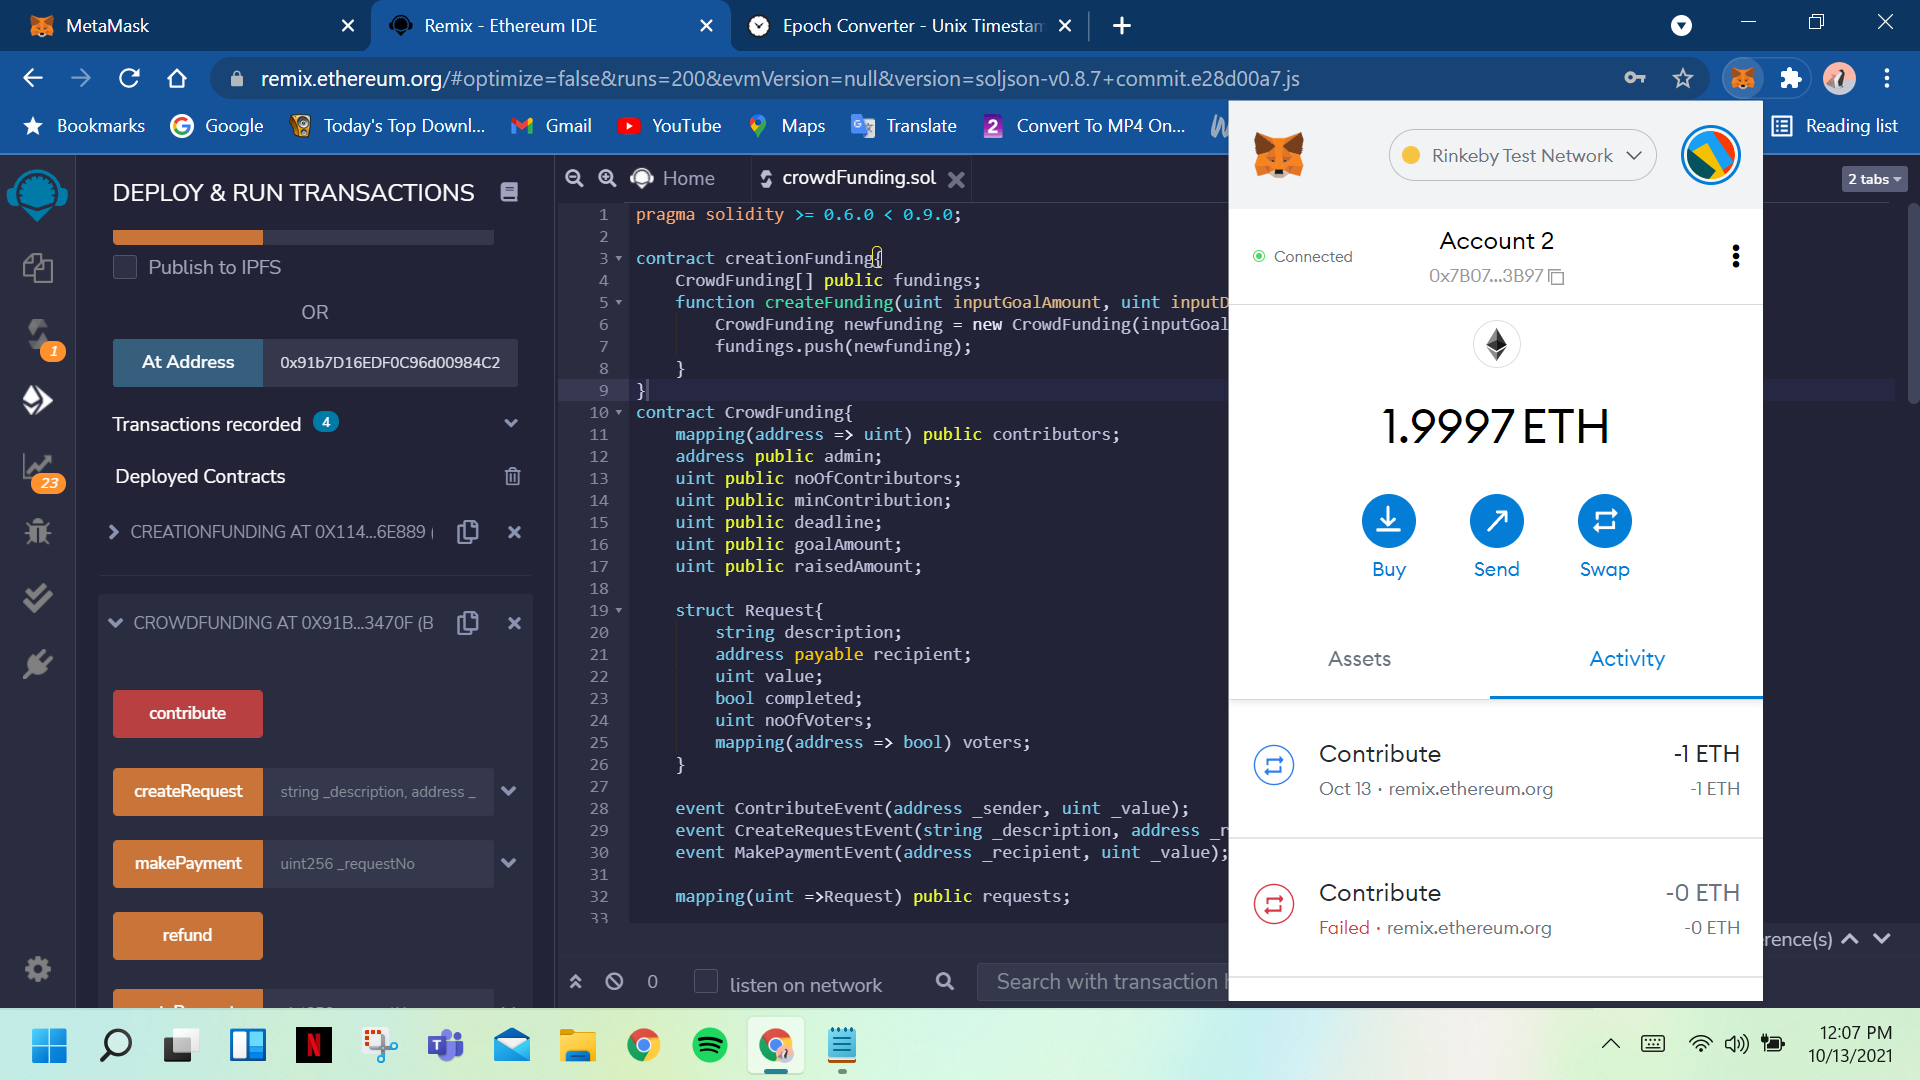 MetaMask
Remix - Ethereum IDE
Epoch Converter - Unix Timestam
remix.ethereum.org/#optimize=false&runs=200&evmVersion=null&version=soljson-v0.8.7+commit.e28d00a7.js
Bookmarks
Google
Today's Top Downl...
Gmail
YouTube
Maps
Translate
2
Convert To MP4 On...
Reading list
DEPLOY & RUN TRANSACTIONS
Publish to IPFS
OR
At Address
0x91b7D16EDF0C96d00984C2
Transactions recorded 4
Deployed Contracts
CREATIONFUNDING AT 0X114...6E889 (
CROWDFUNDING AT 0X91B...3470F (B
contribute
createRequest
string _description, address _
makePayment
uint256 _requestNo
refund
1
23
Home
crowdFunding.sol
2 tabs
1 pragma solidity >= 0.6.0 < 0.9.0;
2
3 contract creationFunding{
4 CrowdFunding[] public fundings;
5 function createFunding(uint inputGoalAmount, uint inputD
6 CrowdFunding newfunding = new CrowdFunding(inputGoal
7 fundings.push(newfunding);
8 }
9 }
10 contract CrowdFunding{
11 mapping(address => uint) public contributors;
12 address public admin;
13 uint public noOfContributors;
14 uint public minContribution;
15 uint public deadline;
16 uint public goalAmount;
17 uint public raisedAmount;
18
19 struct Request{
20 string description;
21 address payable recipient;
22 uint value;
23 bool completed;
24 uint noOfVoters;
25 mapping(address => bool) voters;
26 }
27
28 event ContributeEvent(address _sender, uint _value);
29 event CreateRequestEvent(string _description, address _r
30 event MakePaymentEvent(address _recipient, uint _value);
31
32 mapping(uint =>Request) public requests;
33
0
listen on network
Search with transaction h
erence(s)
Rinkeby Test Network
Connected
Account 2
0x7B07...3B97
1.9997 ETH
Buy
Send
Swap
Assets
Activity
Contribute
-1 ETH
Oct 13 · remix.ethereum.org
-1 ETH
Contribute
-0 ETH
Failed · remix.ethereum.org
-0 ETH
12:07 PM
10/13/2021